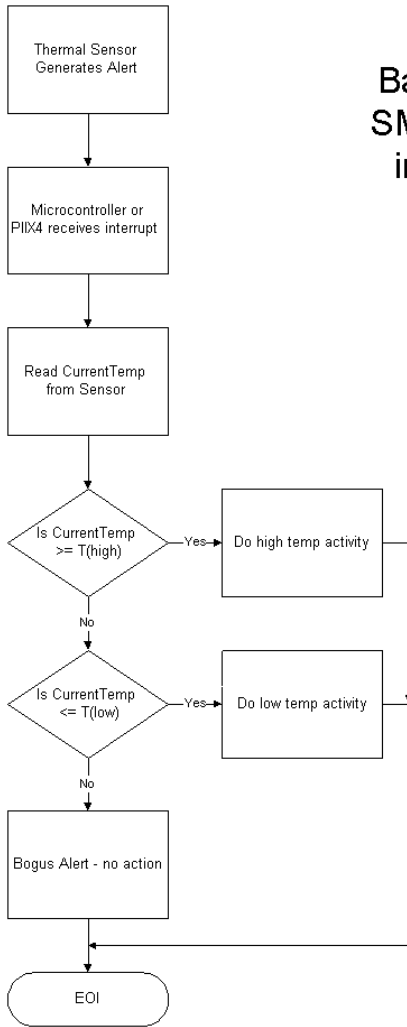 Thermal Sensor
Generates Alert
Microcontroller or
PIIX4 receives interrupt
Read CurrentTemp
from Sensor
Is CurrentTemp
>= T(high)
Yes
Do high temp activity
No
Is CurrentTemp
<= T(low)
Yes
Do low temp activity
No
Bogus Alert - no action
EOI